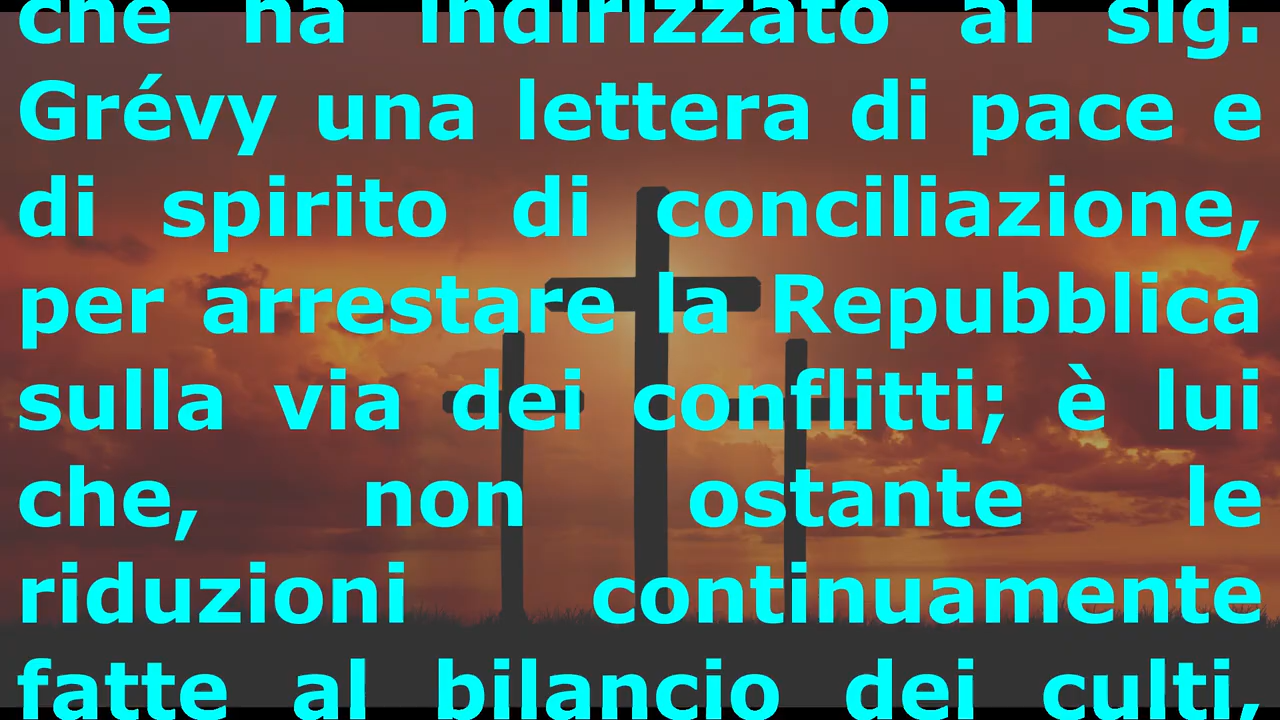 che ha indirizzato al sig.
Grévy una lettera di pace e
di spirito di conciliazione,
per arrestare la Repubblica
sulla via dei conflitti; è lui
che, non ostante le
riduzioni continuamente
fatte al bilancio dei culti,